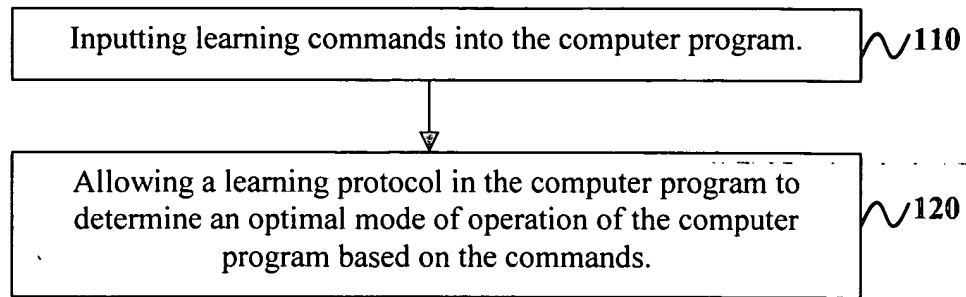 Inputting learning commands into the computer program.
110
Allowing a learning protocol in the computer program to
determine an optimal mode of operation of the computer
program based on the commands.
120